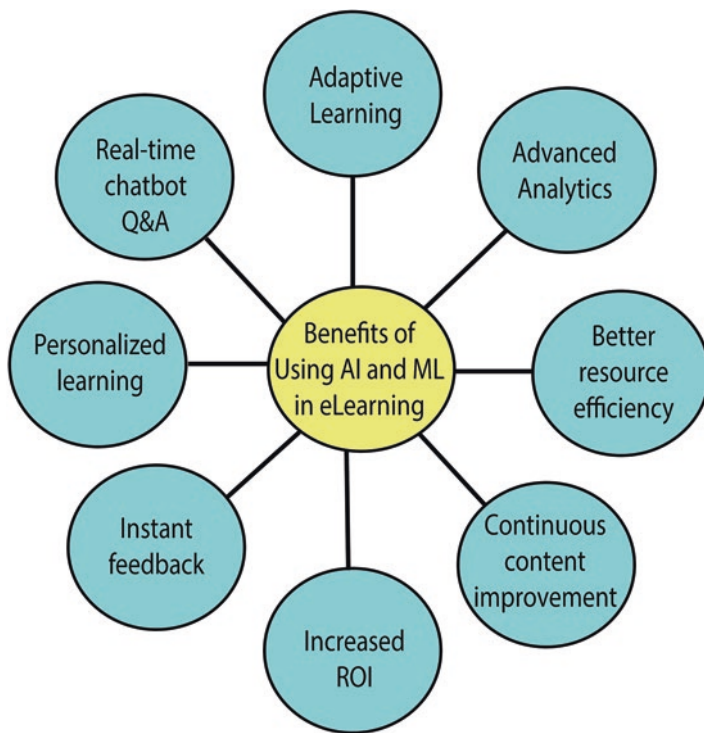 Adaptive
Learning
Advanced
Analytics
Better
resource
efficiency
Continuous
content
improvement
Increased
ROI
Instant
feedback
Personalized
learning
Real-time
chatbot
Q&A
Benefits of
Using AI and ML
in eLearning